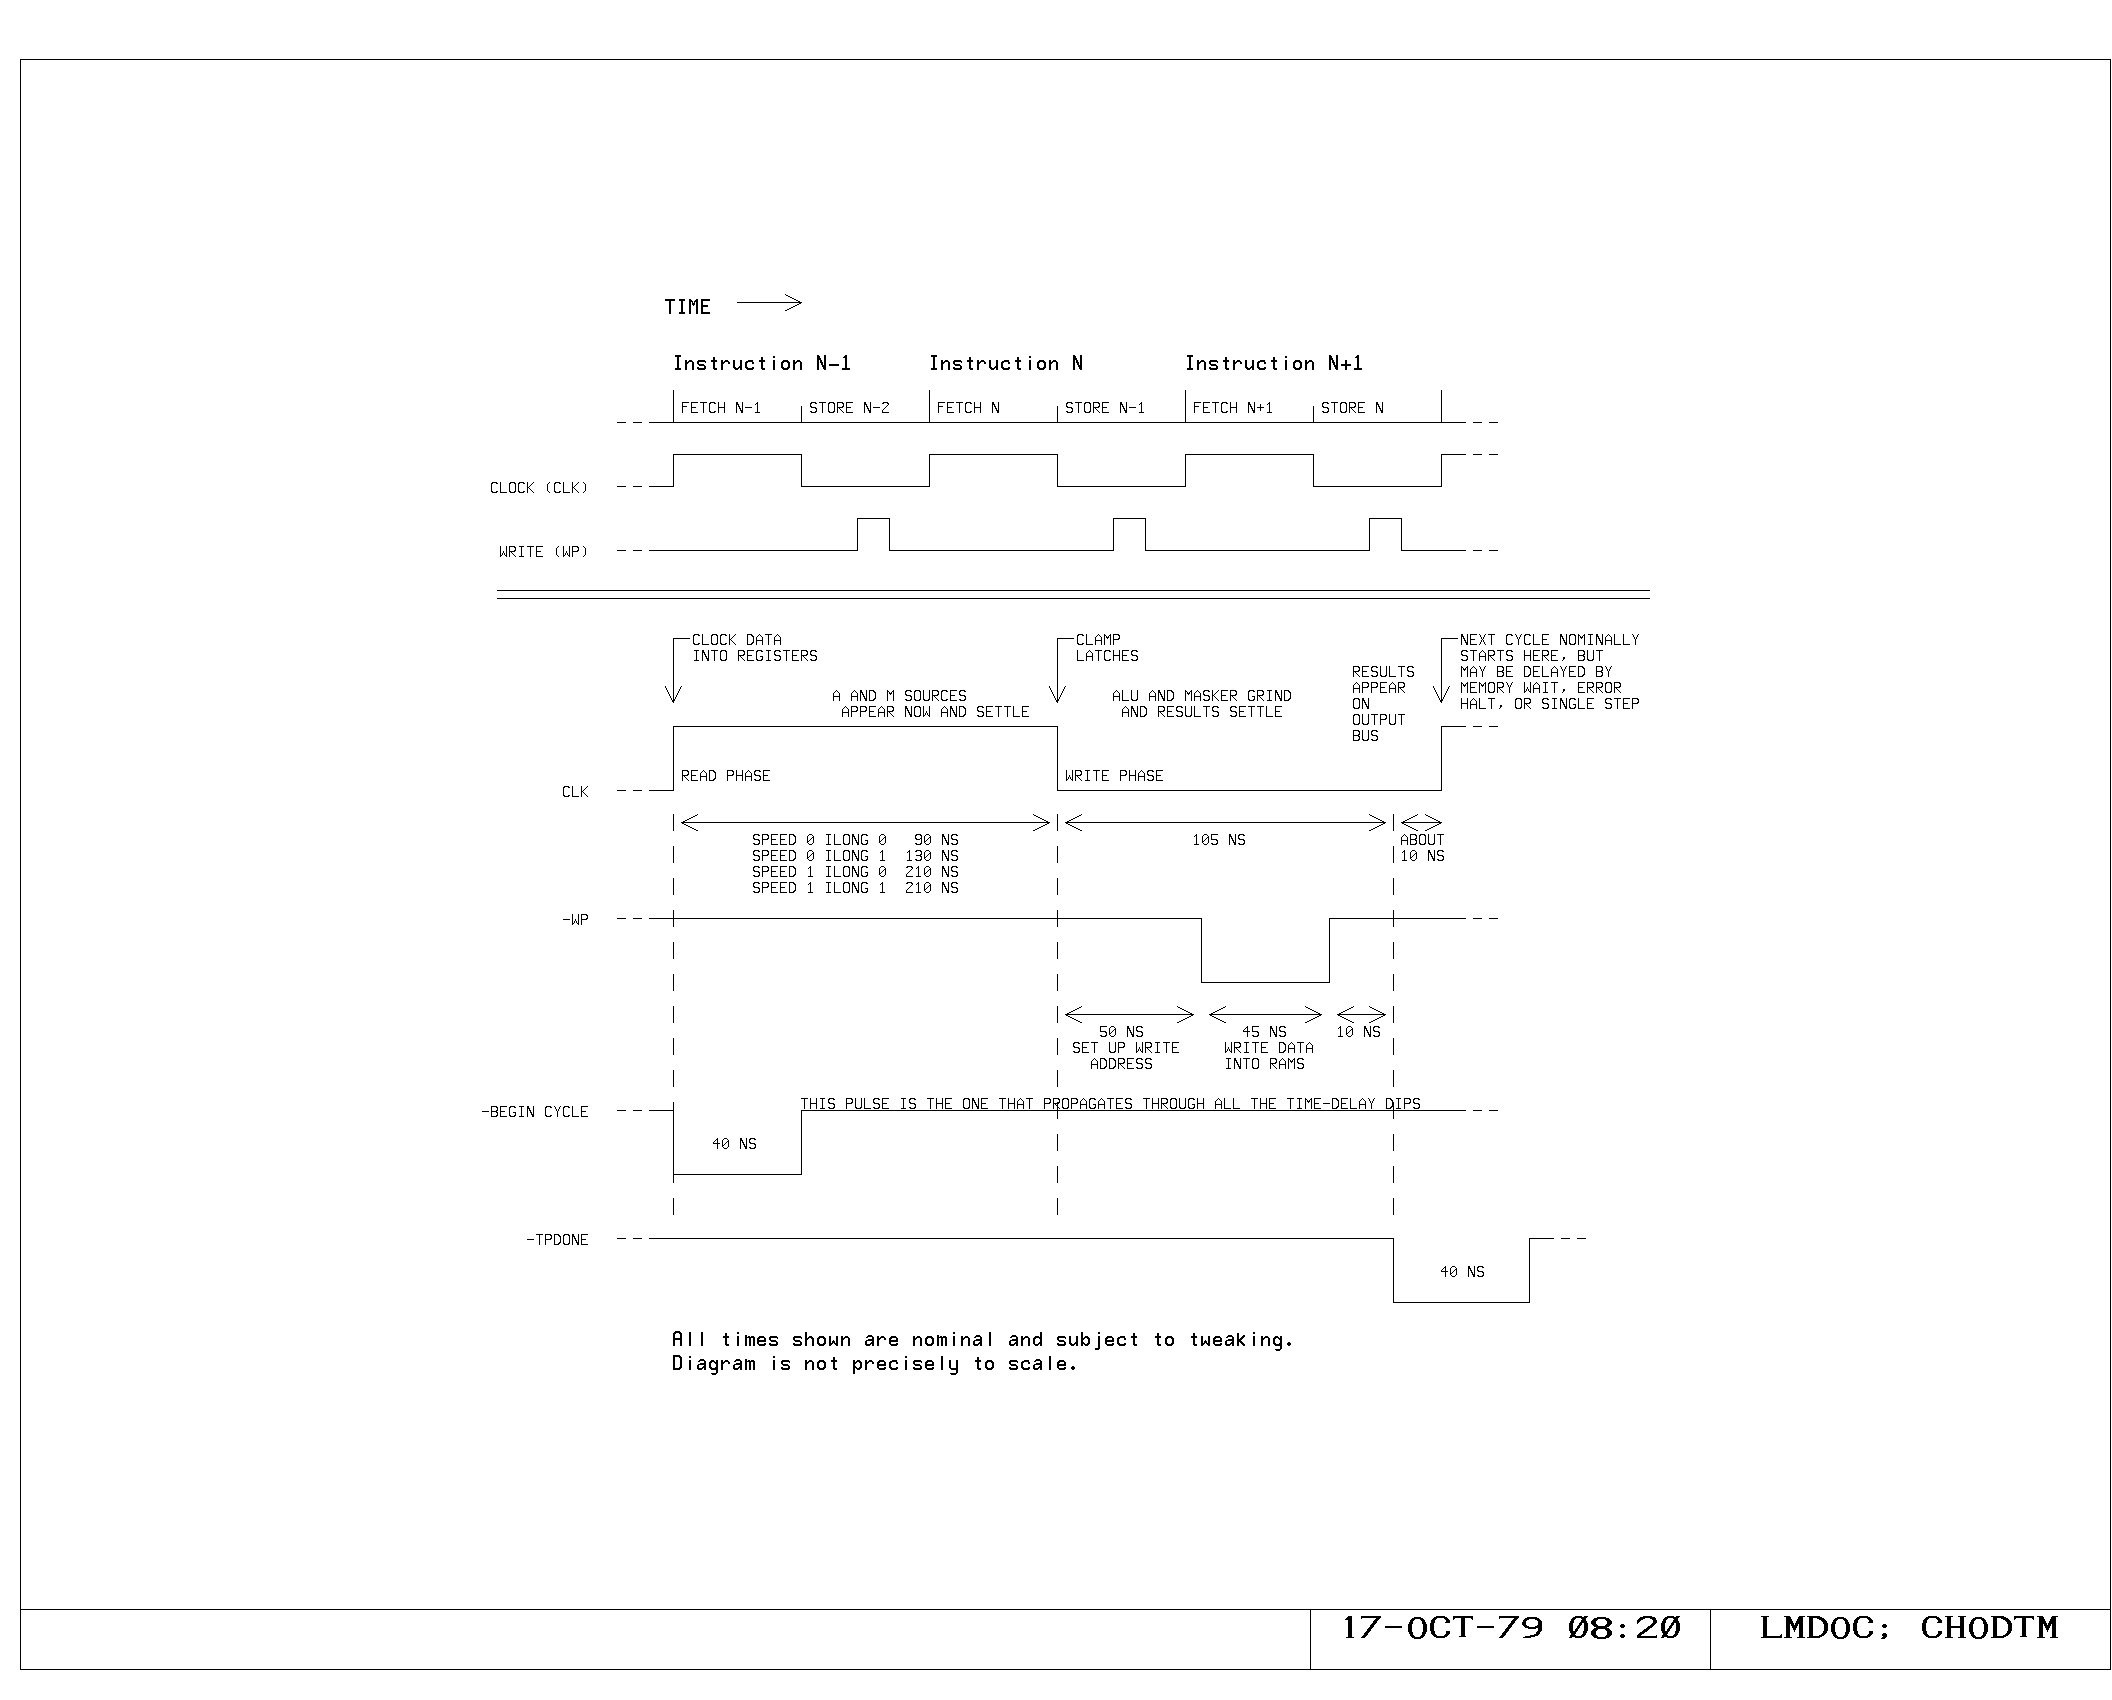 TIME
Instruction N-1 Instruction N Instruction N+1
FETCH N-1 STORE N-2 FETCH N STORE N-1 FETCH N+1 STORE N
CLOCK (CLK)
WRITE (WP)
CLOCK DATA
INTO REGISTERS
A AND M SOURCES
APPEAR NOW AND SETTLE
CLAMP
LATCHES
ALU AND MASKER GRIND
AND RESULTS SETTLE
RESULTS
APPEAR
ON
OUTPUT
BUS
NEXT CYCLE NOMINALLY
STARTS HERE, BUT
MAY BE DELAYED BY
MEMORY WAIT, ERROR
HALT, OR SINGLE STEP
READ PHASE
WRITE PHASE
CLK
SPEED 0 ILONG 0 90 NS
SPEED 0 ILONG 1 130 NS
SPEED 1 ILONG 0 210 NS
SPEED 1 ILONG 1 210 NS
105 NS
ABOUT
10 NS
-WP
50 NS
SET UP WRITE
ADDRESS
45 NS
WRITE DATA
INTO RAMS
10 NS
THIS PULSE IS THE ONE THAT PROPAGATES THROUGH ALL THE TIME-DELAY DIPS
-BEGIN CYCLE
40 NS
-TPDONE
40 NS
All times shown are nominal and subject to tweaking.
Diagram is not precisely to scale.
17-OCT-79 08:20
LMDOC; CHODTM